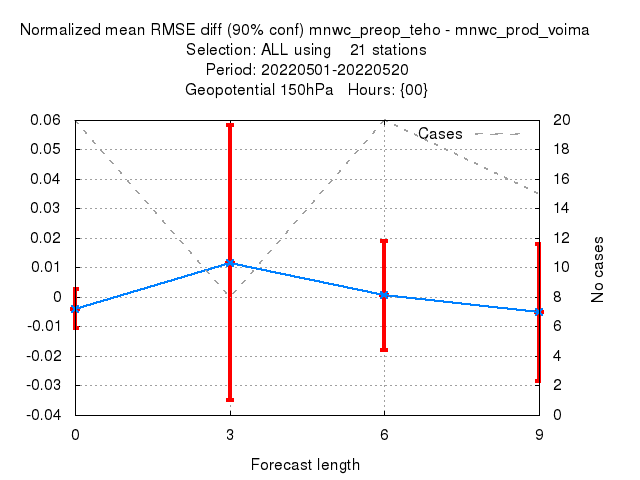 Normalized mean RMSE diff (90% conf) mnwc_preop_teho - mnwc_prod_voima
Selection: ALL using    21 stations
Period: 20220501-20220520
Geopotential 150hPa   Hours: {00}
0.06
0.05
0.04
0.03
0.02
0.01
0
-0.01
-0.02
-0.03
-0.04
Cases
20
18
16
14
12
10
8
6
4
2
0
No cases
0 3 6 9
Forecast length